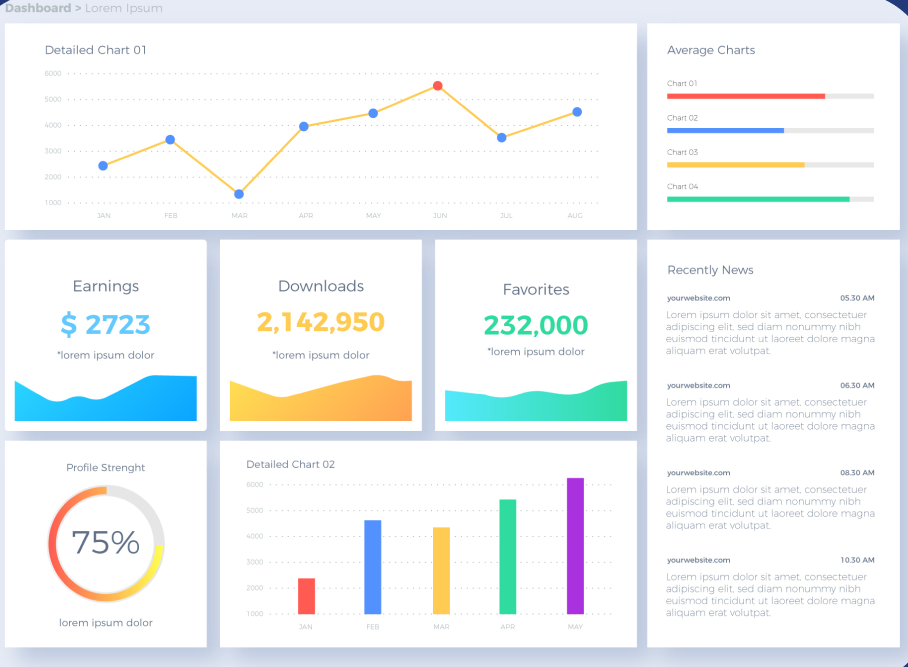 Dashboard > Lorem Ipsum
Detailed Chart 01
6000
5000
4000
3000
2000
1000
JAN FEB MAR APR MAY JUN JUL AUG
Average Charts
Chart 01
Chart 02
Chart 03
Chart 04
Earnings
$ 2723
*lorem ipsum dolor
Downloads
2,142,950
*lorem ipsum dolor
Favorites
232,000
*lorem ipsum dolor
Recently News
yourwebsite.com 05.30 AM
Lorem ipsum dolor sit amet, consectetuer
adipiscing elit, sed diam nonummy nibh
euismod tincidunt ut laoreet dolore magna
aliquam erat volutpat.
yourwebsite.com 06.30 AM
Lorem ipsum dolor sit amet, consectetuer
adipiscing elit, sed diam nonummy nibh
euismod tincidunt ut laoreet dolore magna
aliquam erat volutpat.
yourwebsite.com 08.30 AM
Lorem ipsum dolor sit amet, consectetuer
adipiscing elit, sed diam nonummy nibh
euismod tincidunt ut laoreet dolore magna
aliquam erat volutpat.
yourwebsite.com 10.30 AM
Lorem ipsum dolor sit amet, consectetuer
adipiscing elit, sed diam nonummy nibh
euismod tincidunt ut laoreet dolore magna
aliquam erat volutpat.
Profile Strenght
75%
lorem ipsum dolor
Detailed Chart 02
6000
5000
4000
3000
2000
1000
JAN FEB MAR APR MAY